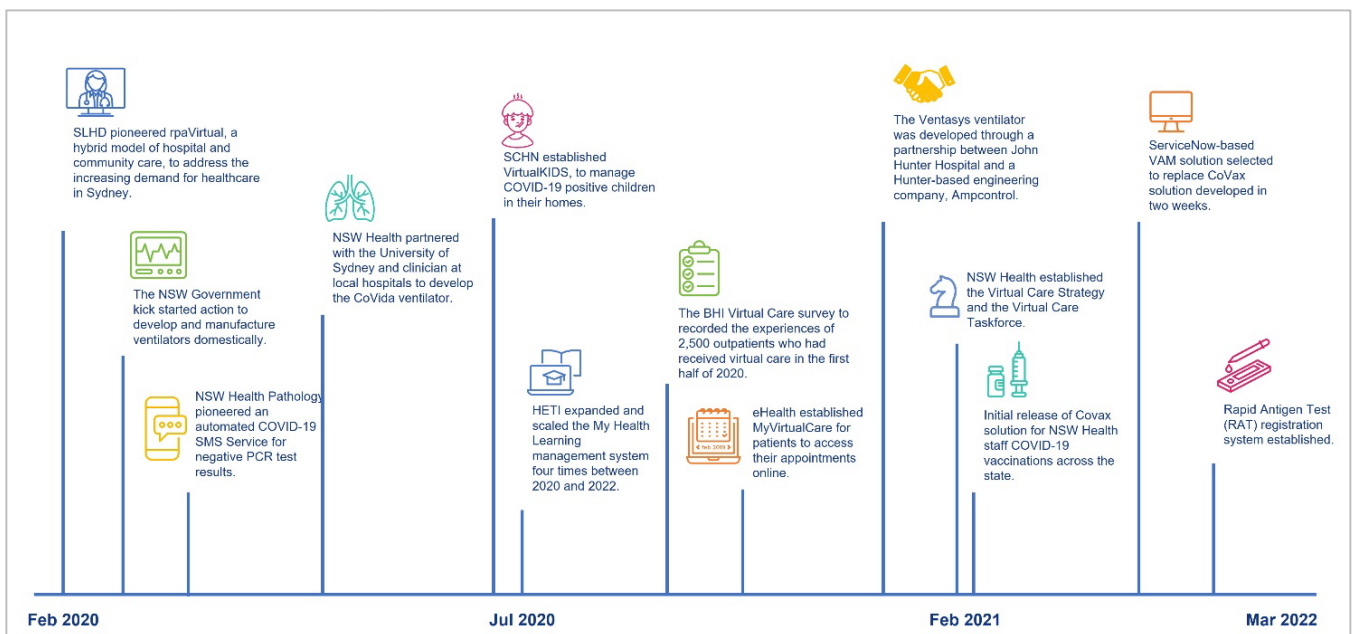 SLHD pioneered rpaVirtual, a
hybrid model of hospital and
community care, to address the
increasing demand for healthcare
in Sydney.
The NSW Government
kick started action to
develop and manufacture
ventilators domestically.
NSW Health Pathology
pioneered an
automated COVID-19
SMS Service for
negative PCR test
results.
NSW Health partnered
with the University of
Sydney and clinician at
local hospitals to develop
the CoVida ventilator.
SCHN established
VirtualKIDS, to manage
COVID-19 positive children
in their homes.
HETI expanded and
scaled the My Health
Learning
management system
four times between
2020 and 2022.
The BHI Virtual Care survey to
recorded the experiences of
2,500 outpatients who had
received virtual care in the first
half of 2020.
eHealth established
MyVirtualCare for
patients to access
their appointments
online.
The Ventasys ventilator
was developed through a
partnership between John
Hunter Hospital and a
Hunter-based engineering
company, Ampcontrol.
NSW Health established
the Virtual Care Strategy
and the Virtual Care
Taskforce.
Initial release of Covax
solution for NSW Health
staff COVID-19
vaccinations across the
state.
ServiceNow-based
VAM solution selected
to replace CoVax
solution developed in
two weeks.
Rapid Antigen Test
(RAT) registration
system established.
Feb 2020
Jul 2020
Feb 2021
Mar 2022